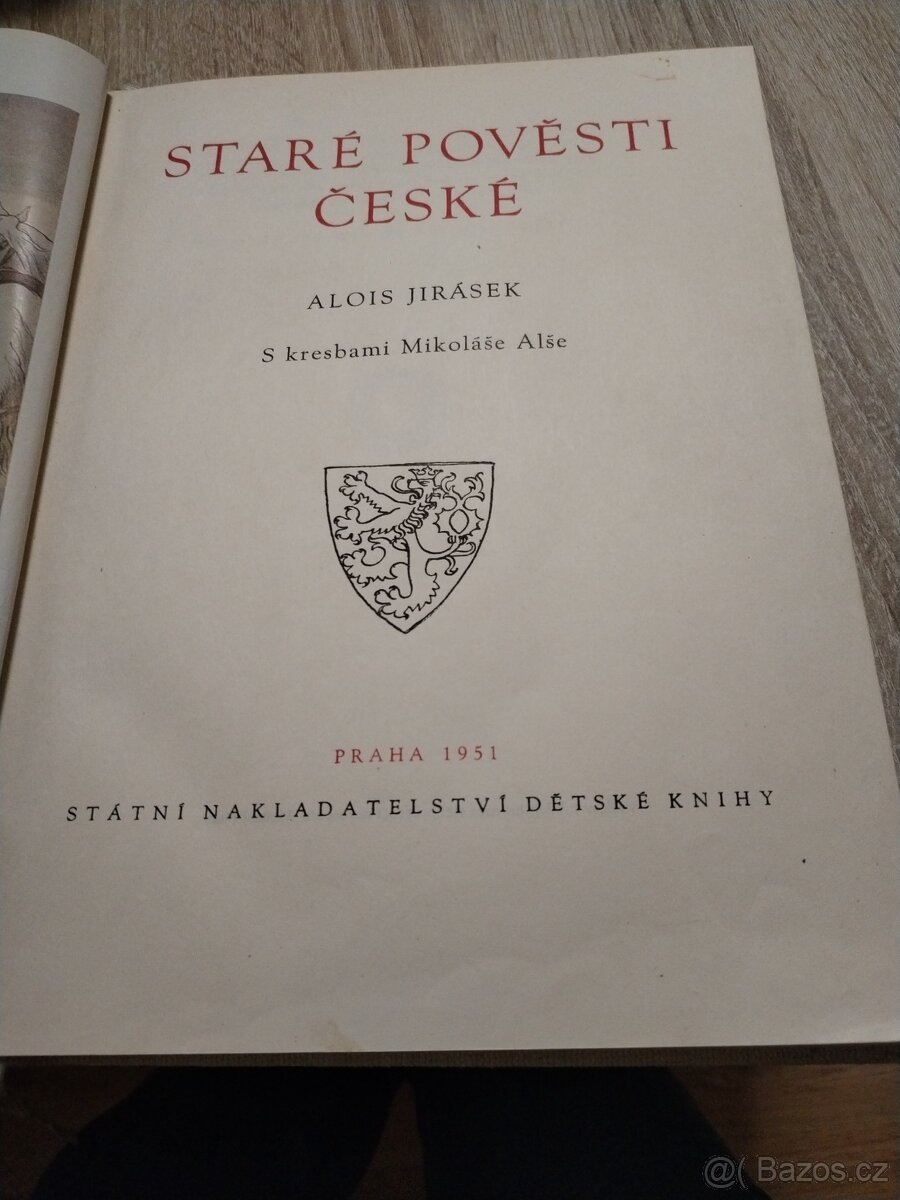 STARÉ POVĚSTI
ČESKÉ
ALOIS JIRÁSEK
S kresbami Mikoláše Alše
PRAHA 1951
STÁTNÍ NAKLADATELSTVÍ DĚTSKÉ KNIHY
@( Bazos.cz